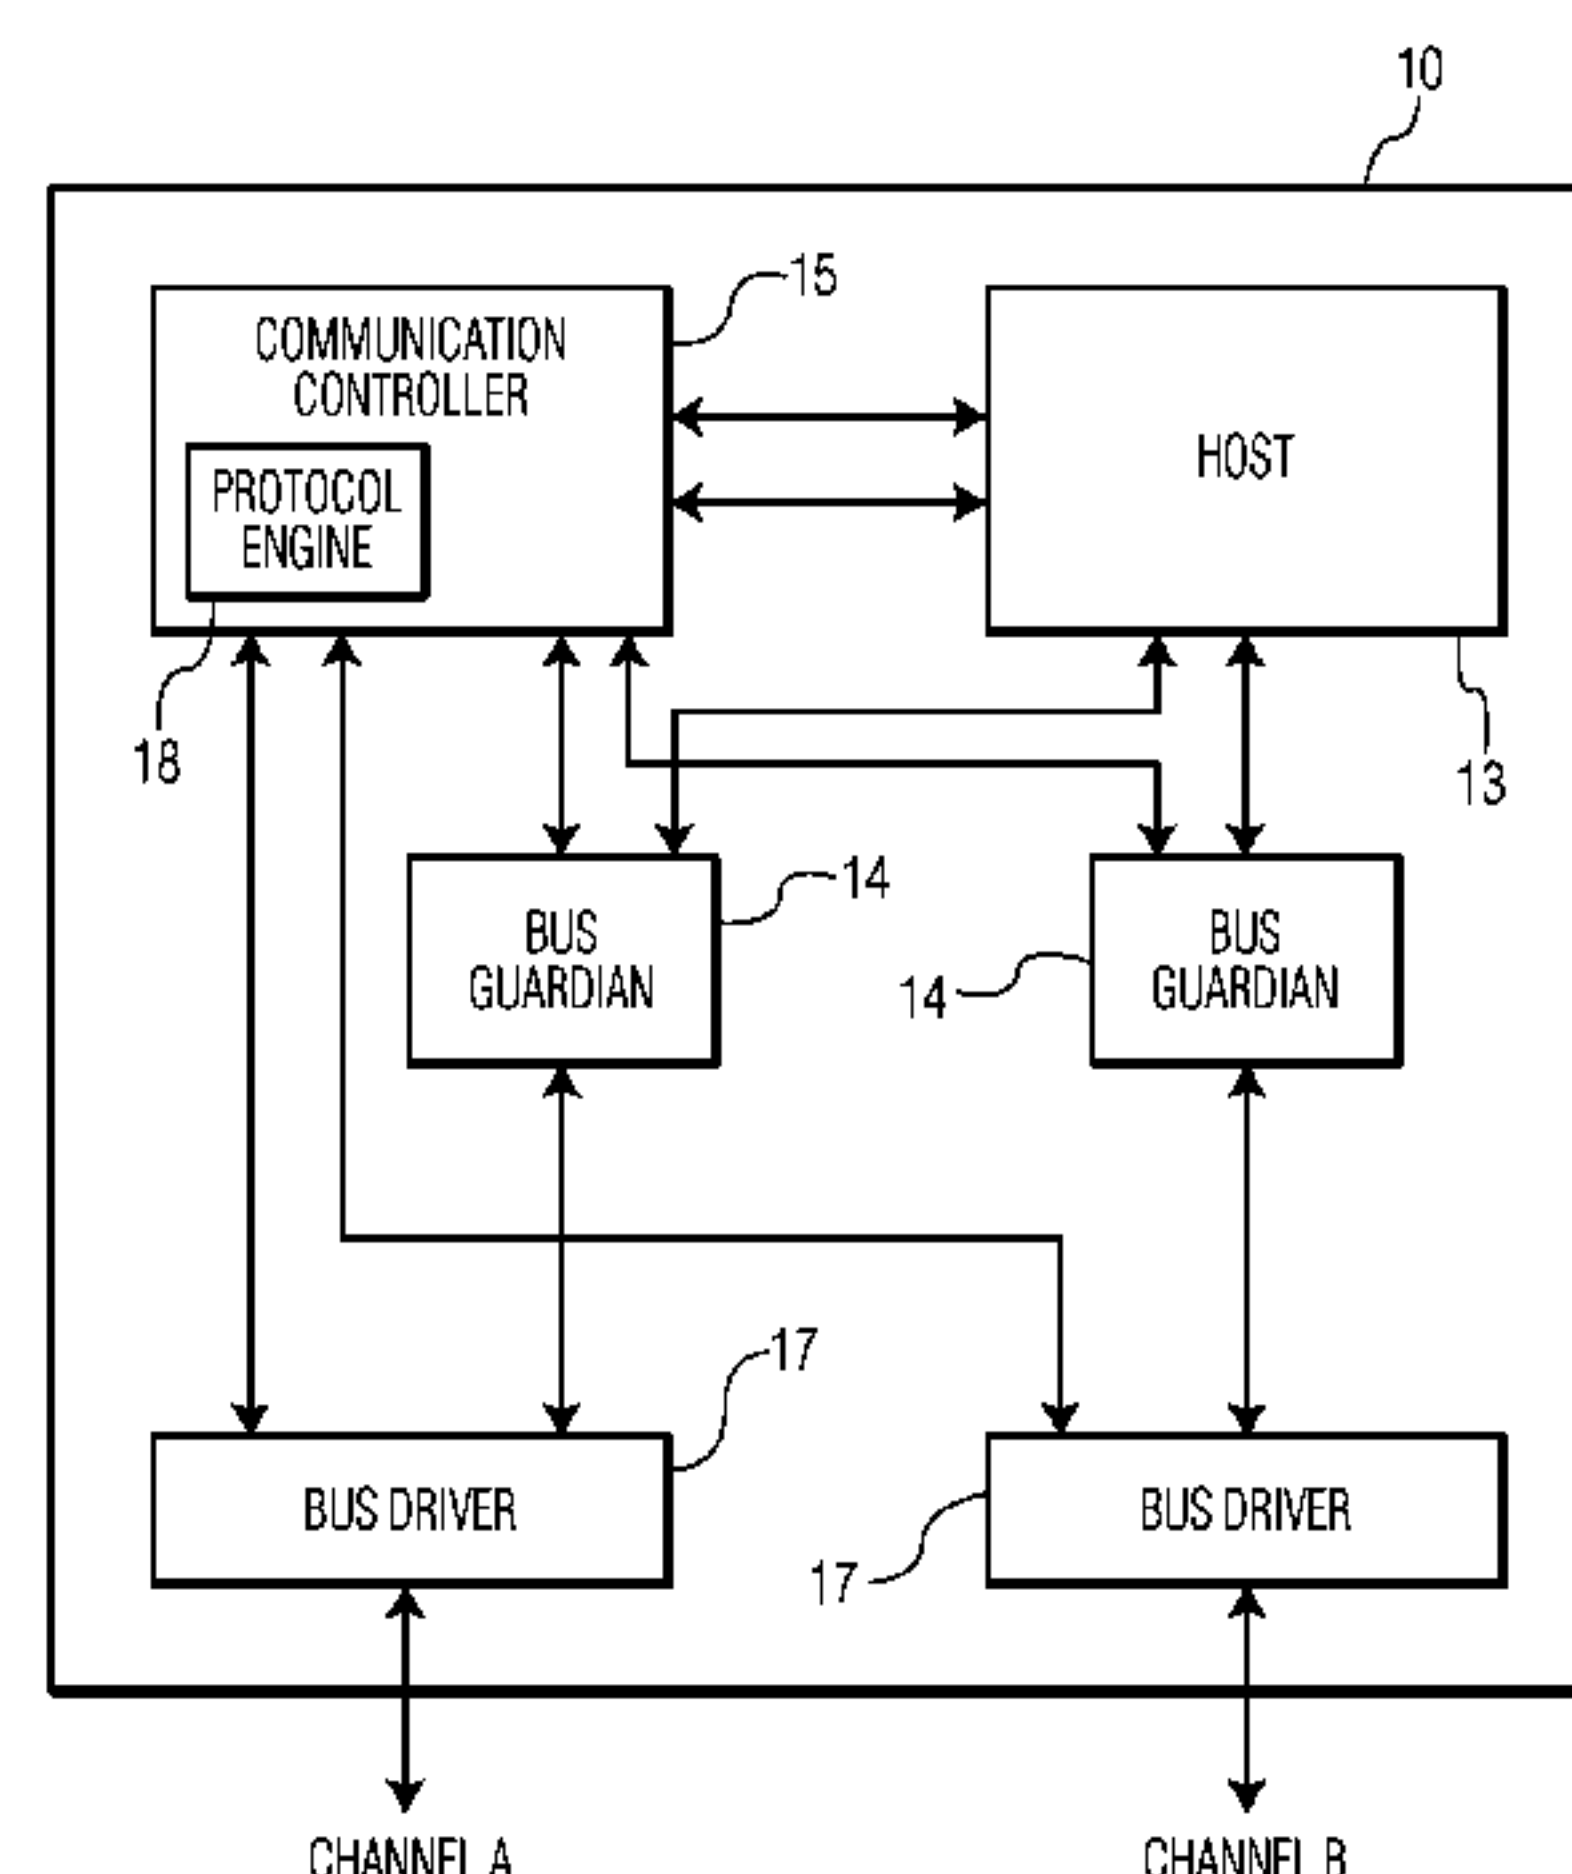 10
15
COMMUNICATION
CONTROLLER
HOST
PROTOCOL
ENGINE
18
13
14
BUS
GUARDIAN
14
BUS
GUARDIAN
17
BUS DRIVER
17
BUS DRIVER
CHANNEL A
CHANNEL B